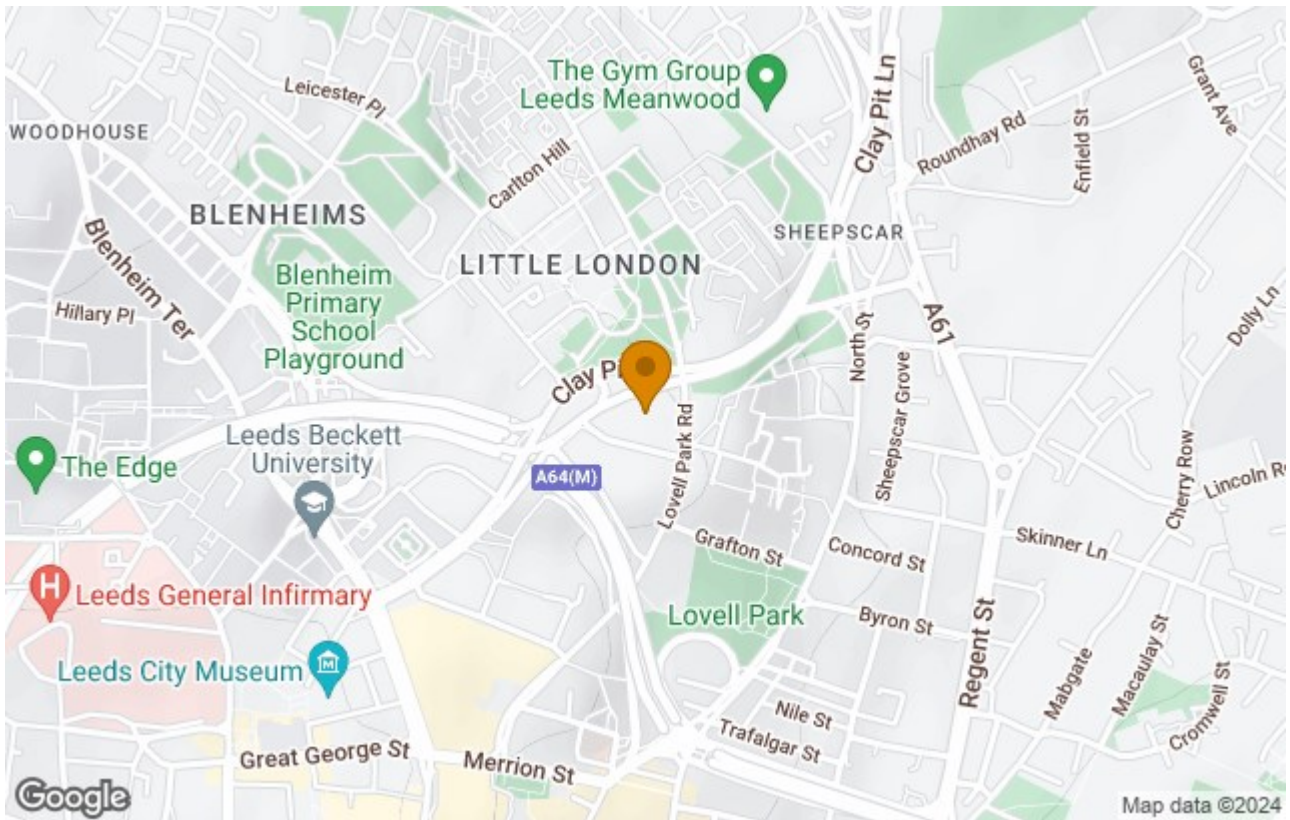 The Gym Group
Leeds Meanwood
Clay Pit Ln
Grant Ave
Leicester Pl
WOODHOUSE
Roundhay Rd
Enfield St
Carlton Hill
BLENHEIMS
SHEEPSCAR
LITTLE LONDON
Blenheim Ter
Blenheim
Primary
School
Playground
Hillary Pl
A61
Dolly Ln
North St
Clay Pi
Sheepscar Grove
Lovell Park Rd
Leeds Beckett
University
The Edge
A64(M)
Cherry Row
Lincoln R
Skinner Ln
Grafton St
Concord St
H
Leeds General Infirmary
Lovell Park
Byron St
Regent St
Mabgate
Macaulay St
Cromwell St
M
Leeds City Museum
Nile St
Trafalgar St
Great George St
Merrion St
Google
Map data ©2024